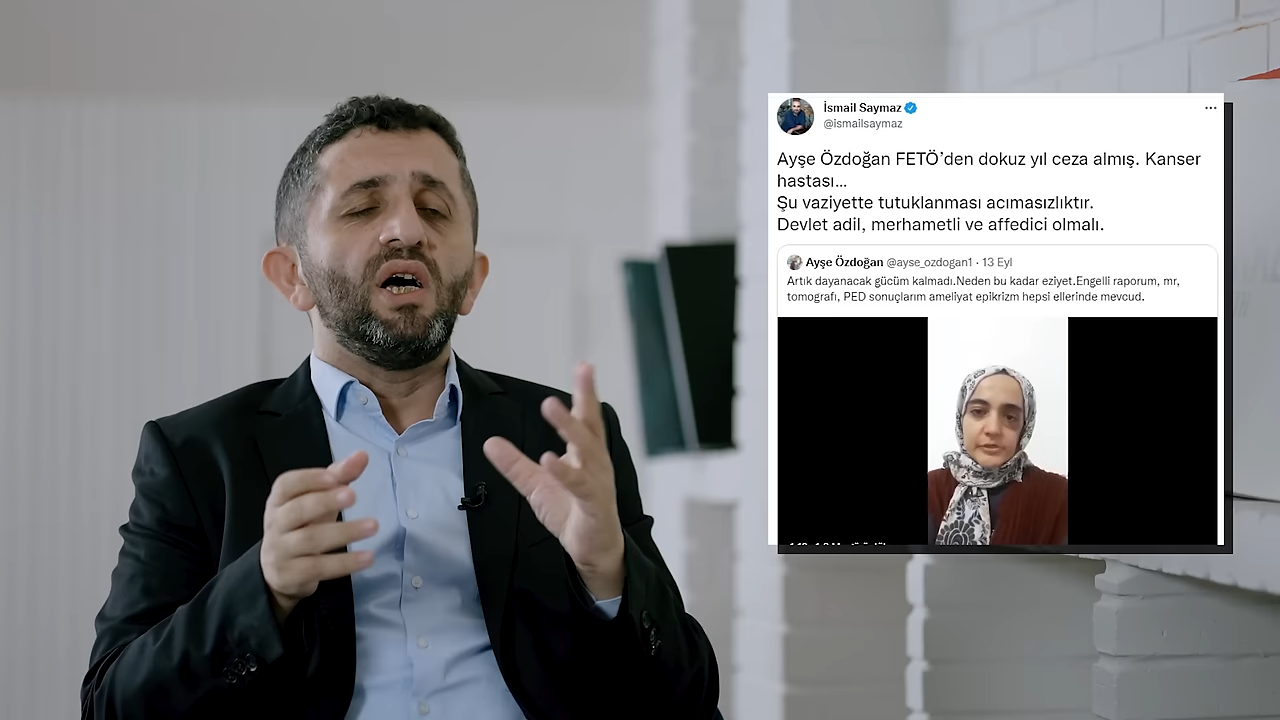 İsmail Saymaz
@ismailsaymaz
Ayşe Özdoğan FETÖ’den dokuz yıl ceza almış. Kanser
hastası...
Şu vaziyette tutuklanması acımasızlıktır.
Devlet adil, merhametli ve affedici olmalı.
Ayşe Özdoğan @ayse_ozdogan1 · 13 Eyl
Artık dayanacak gücüm kalmadı.Neden bu kadar eziyet.Engelli raporum, mr,
tomografı, PED sonuçlarım ameliyat epikrizm hepsi ellerinde mevcud.